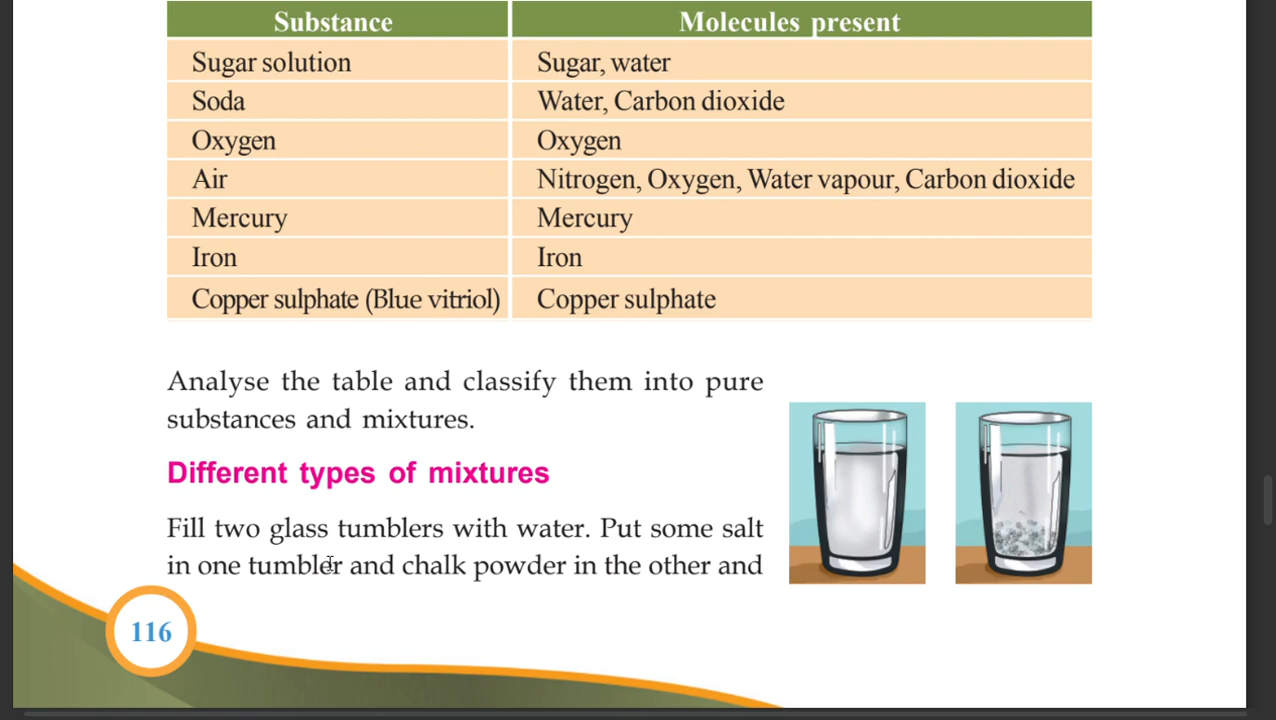 Substance Molecules present
Sugar solution Sugar, water
Soda Water, Carbon dioxide
Oxygen Oxygen
Air Nitrogen, Oxygen, Water vapour, Carbon dioxide
Mercury Mercury
Iron Iron
Copper sulphate (Blue vitriol) Copper sulphate
Analyse the table and classify them into pure
substances and mixtures.
Different types of mixtures
Fill two glass tumblers with water. Put some salt
in one tumbler and chalk powder in the other and
116